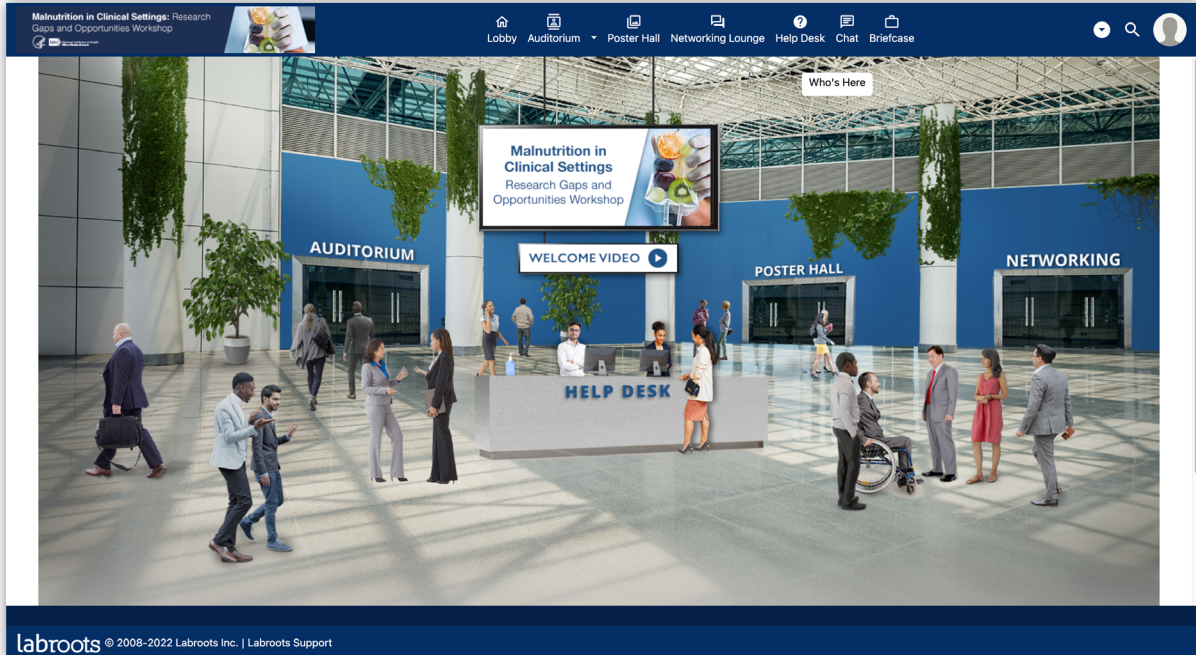 Malnutrition in Clinical Settings: Research
Gaps and Opportunities Workshop
NIH
Lobby
Auditorium
Poster Hall
Networking Lounge
Help Desk
Chat
Briefcase
Who's Here
Malnutrition in
Clinical Settings
Research Gaps and
Opportunities Workshop
WELCOME VIDEO
AUDITORIUM
POSTER HALL
NETWORKING
HELP DESK
labroots © 2008-2022 Labroots Inc. | Labroots Support